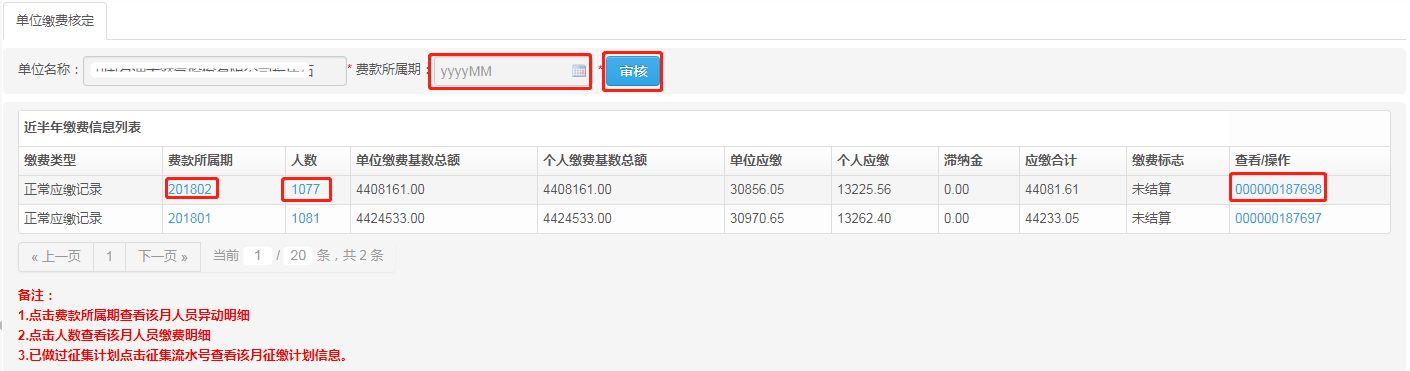 单位缴费核定
单位名称： * 费款所属期： yyyyMM * 审核
近半年缴费信息列表
缴费类型 费款所属期 人数 单位缴费基数总额 个人缴费基数总额 单位应缴 个人应缴 滞纳金 应缴合计 缴费标志 查看/操作
正常应缴记录 201802 1077 4408161.00 4408161.00 30856.05 13225.56 0.00 44081.61 未结算 000000187698
正常应缴记录 201801 1081 4424533.00 4424533.00 30970.65 13262.40 0.00 44233.05 未结算 000000187697
« 上一页 1 下一页 » 当前 1 / 20 条，共 2 条
备注：
1.点击费款所属期查看该月人员异动明细
2.点击人数查看该月人员缴费明细
3.已做过征集计划点击征集流水号查看该月征缴计划信息。